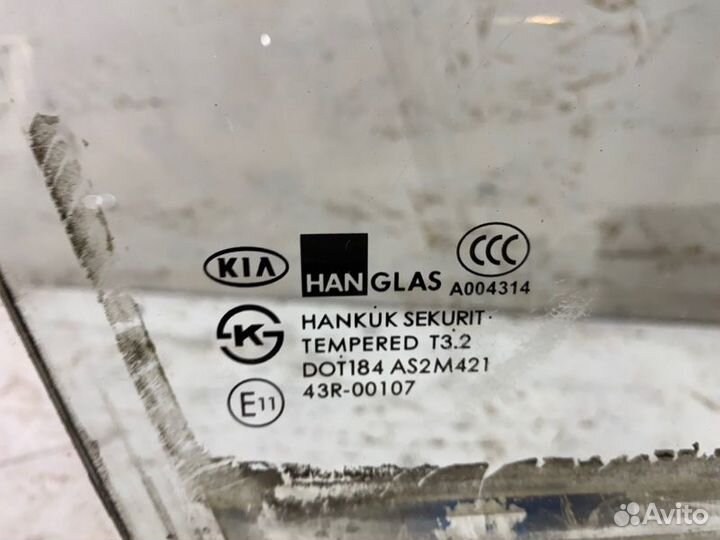 KIA HANGLAS CCC
A004314
K S HANKUK SEKURIT
TEMPERED T3.2
DOT184 AS2M421
E11 43R-00107
Avito